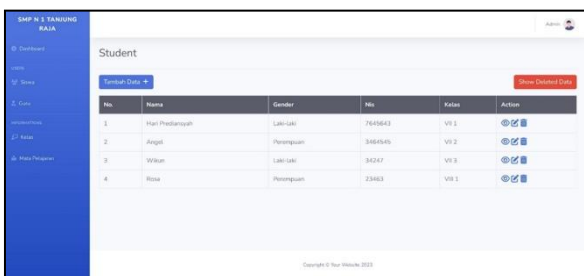 SMP N 1 TANJUNG
RAJA
Admin
Dashboard
Student
USERS
Siswa
Tambah Data +
Show Deleted Data
Guru
No. Nama Gender Nis Kelas Action
INFORMATIONS
1 Hari Prediansyah Laki-laki 7645643 VII 1
Kelas
2 Angel Perempuan 3464545 VII 2
Mata Pelajaran
3 Wikun Laki-laki 34247 VII 3
4 Rosa Perempuan 23463 VIII 1
Copyright © Your Website 2023